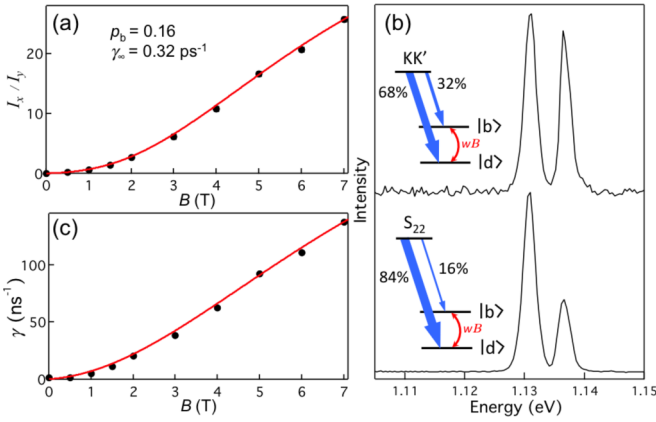 (a)
p_b = 0.16
γ_∞ = 0.32 ps⁻¹
I_x / I_y
20
10
0
0 1 2 3 4 5 6 7
B (T)
(c)
γ (ns⁻¹)
100
50
0
0 1 2 3 4 5 6 7
B (T)
(b)
Intensity
KK'
68%
32%
|b>
wB
|d>
S₂₂
84%
16%
|b>
wB
|d>
1.11 1.12 1.13 1.14 1.15
Energy (eV)